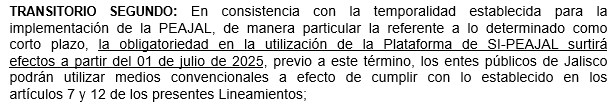 TRANSITORIO SEGUNDO: En consistencia con la temporalidad establecida para la
implementación de la PEAJAL, de manera particular la referente a lo determinado como
corto plazo, la obligatoriedad en la utilización de la Plataforma de SI-PEAJAL surtirá
efectos a partir del 01 de julio de 2025, previo a este término, los entes públicos de Jalisco
podrán utilizar medios convencionales a efecto de cumplir con lo establecido en los
artículos 7 y 12 de los presentes Lineamientos;